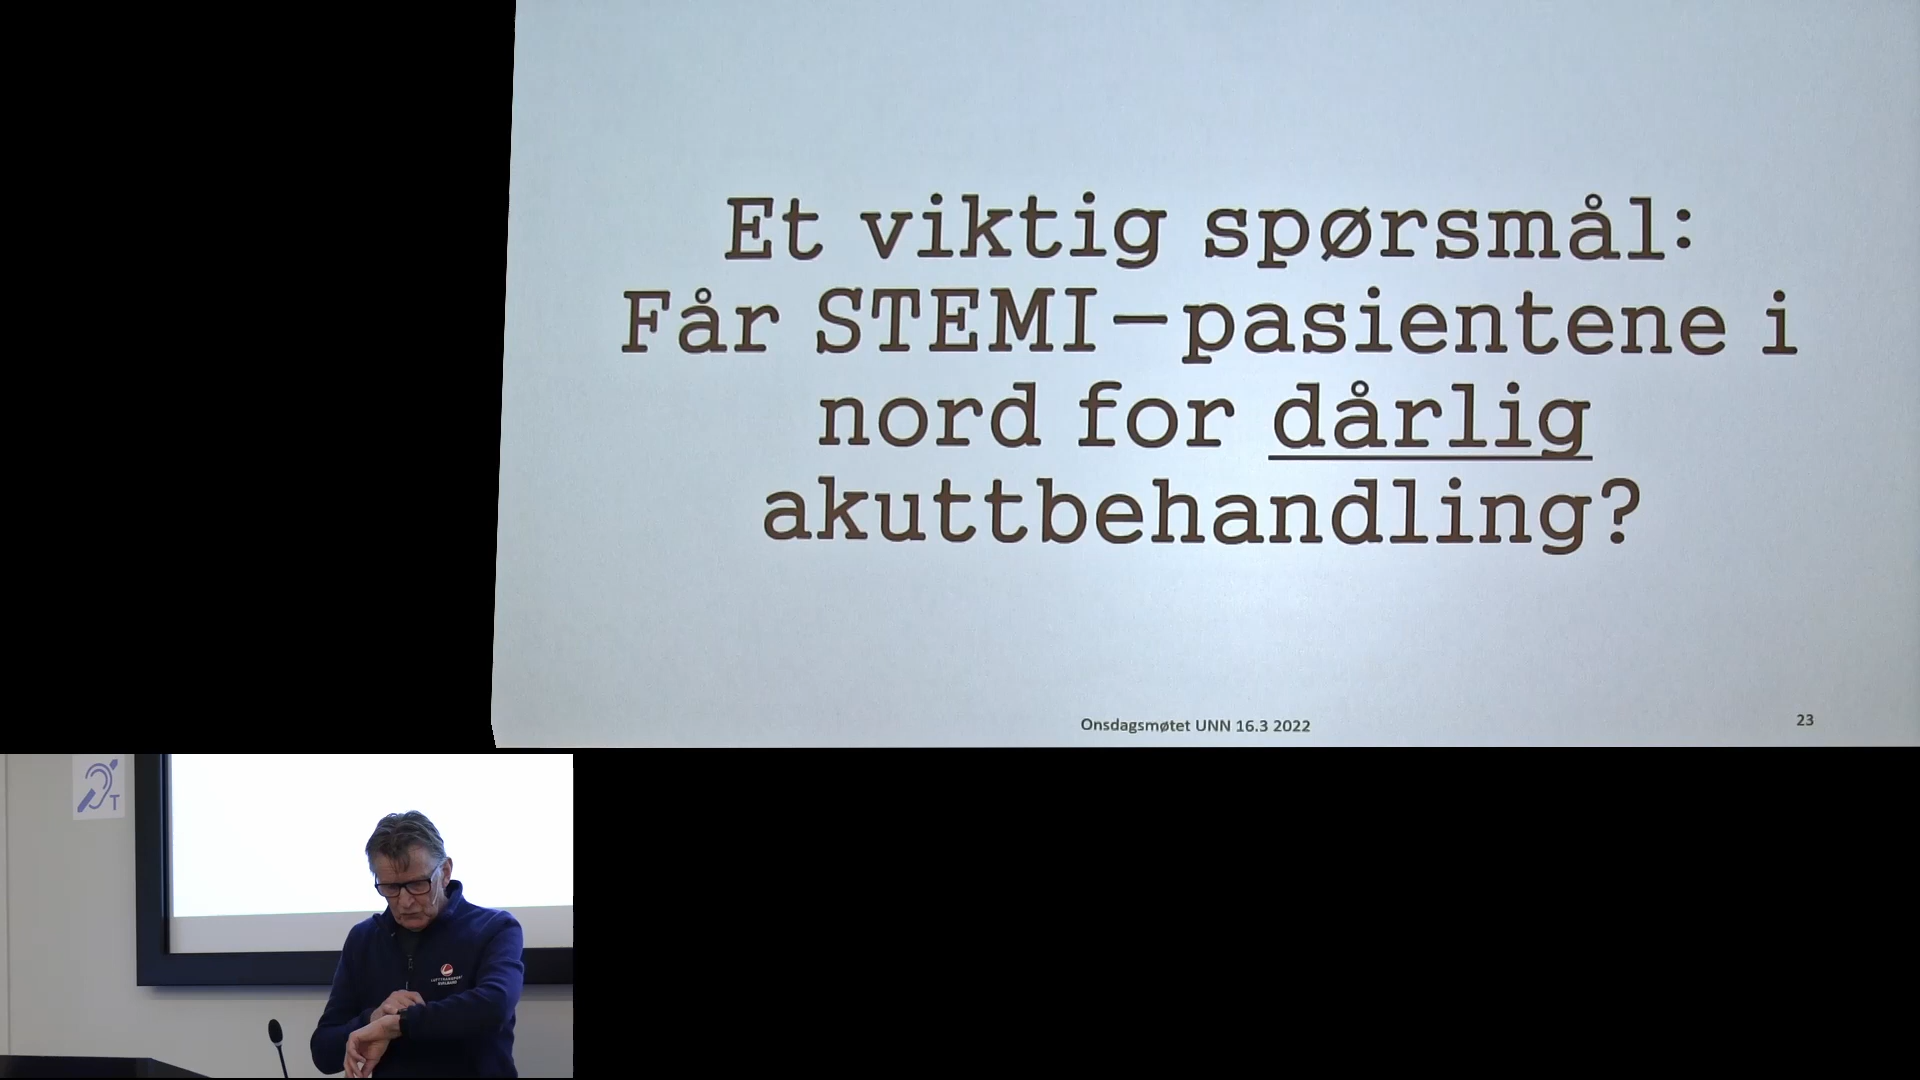 Et viktig spørsmål:
Får STEMI-pasientene i
nord for dårlig
akuttbehandling?
Onsdagsmøtet UNN 16.3 2022
23
T